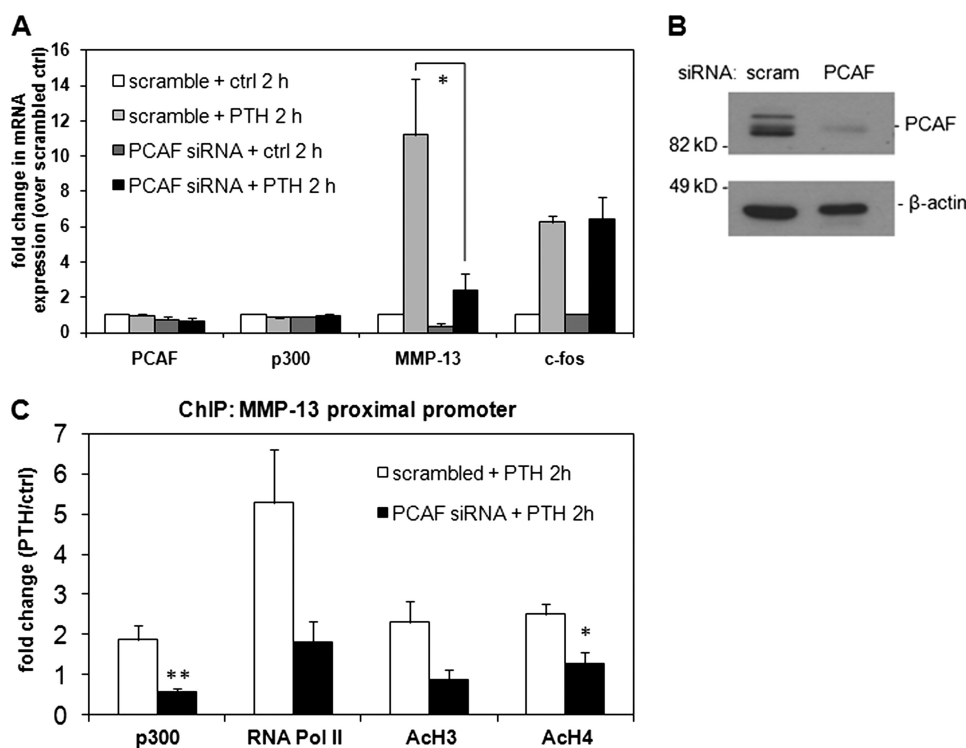 A
fold change in mRNA
expression (over scrambled ctrl)
16
14
12
10
8
6
4
2
0
scramble + ctrl 2 h
scramble + PTH 2 h
PCAF siRNA + ctrl 2 h
PCAF siRNA + PTH 2 h
*
PCAF
p300
MMP-13
c-fos
B
siRNA: scram PCAF
- PCAF
82 kD -
49 kD -
- β-actin
C
ChIP: MMP-13 proximal promoter
fold change (PTH/ctrl)
7
6
5
4
3
2
1
0
scrambled + PTH 2h
PCAF siRNA + PTH 2h
**
*
p300
RNA Pol II
AcH3
AcH4